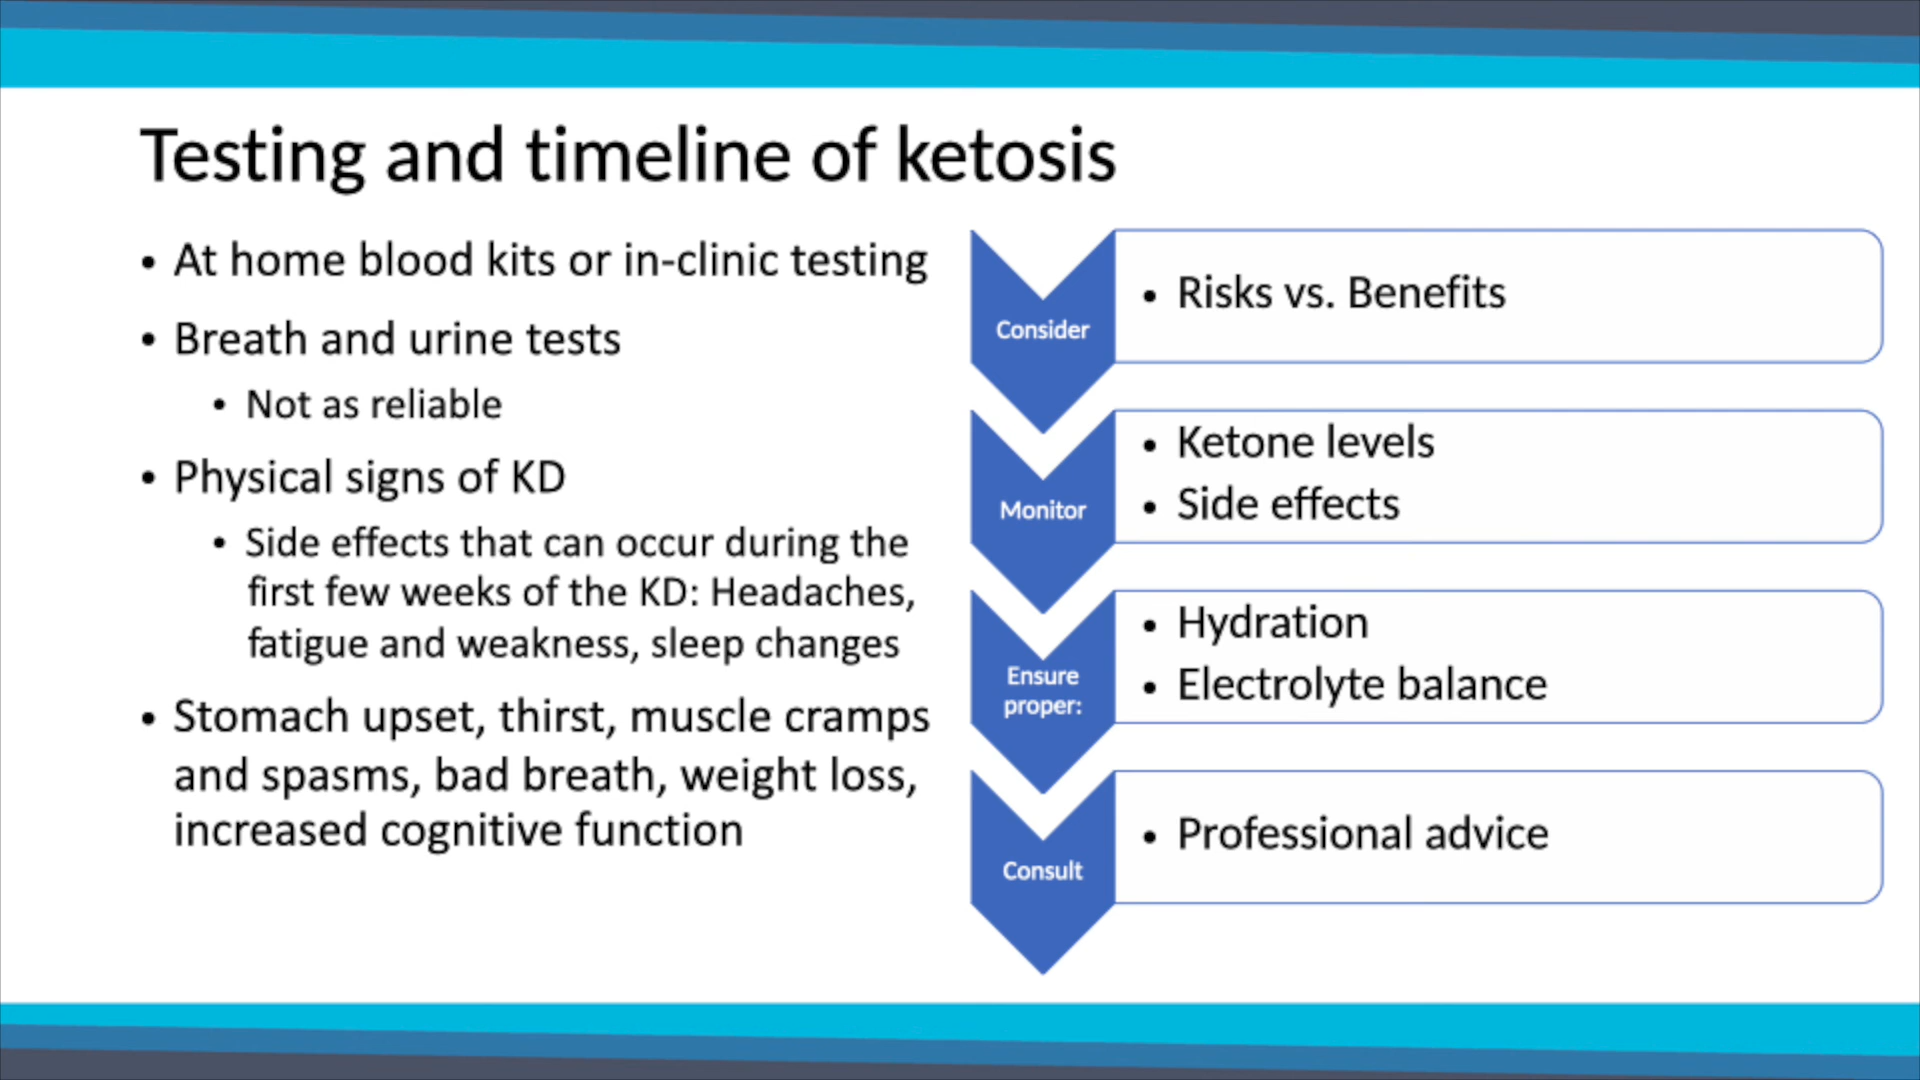 Testing and timeline of ketosis
• At home blood kits or in-clinic testing
• Breath and urine tests
• Not as reliable
• Physical signs of KD
• Side effects that can occur during the
first few weeks of the KD: Headaches,
fatigue and weakness, sleep changes
• Stomach upset, thirst, muscle cramps
and spasms, bad breath, weight loss,
increased cognitive function
Consider
• Risks vs. Benefits
Monitor
• Ketone levels
• Side effects
Ensure
proper:
• Hydration
• Electrolyte balance
Consult
• Professional advice